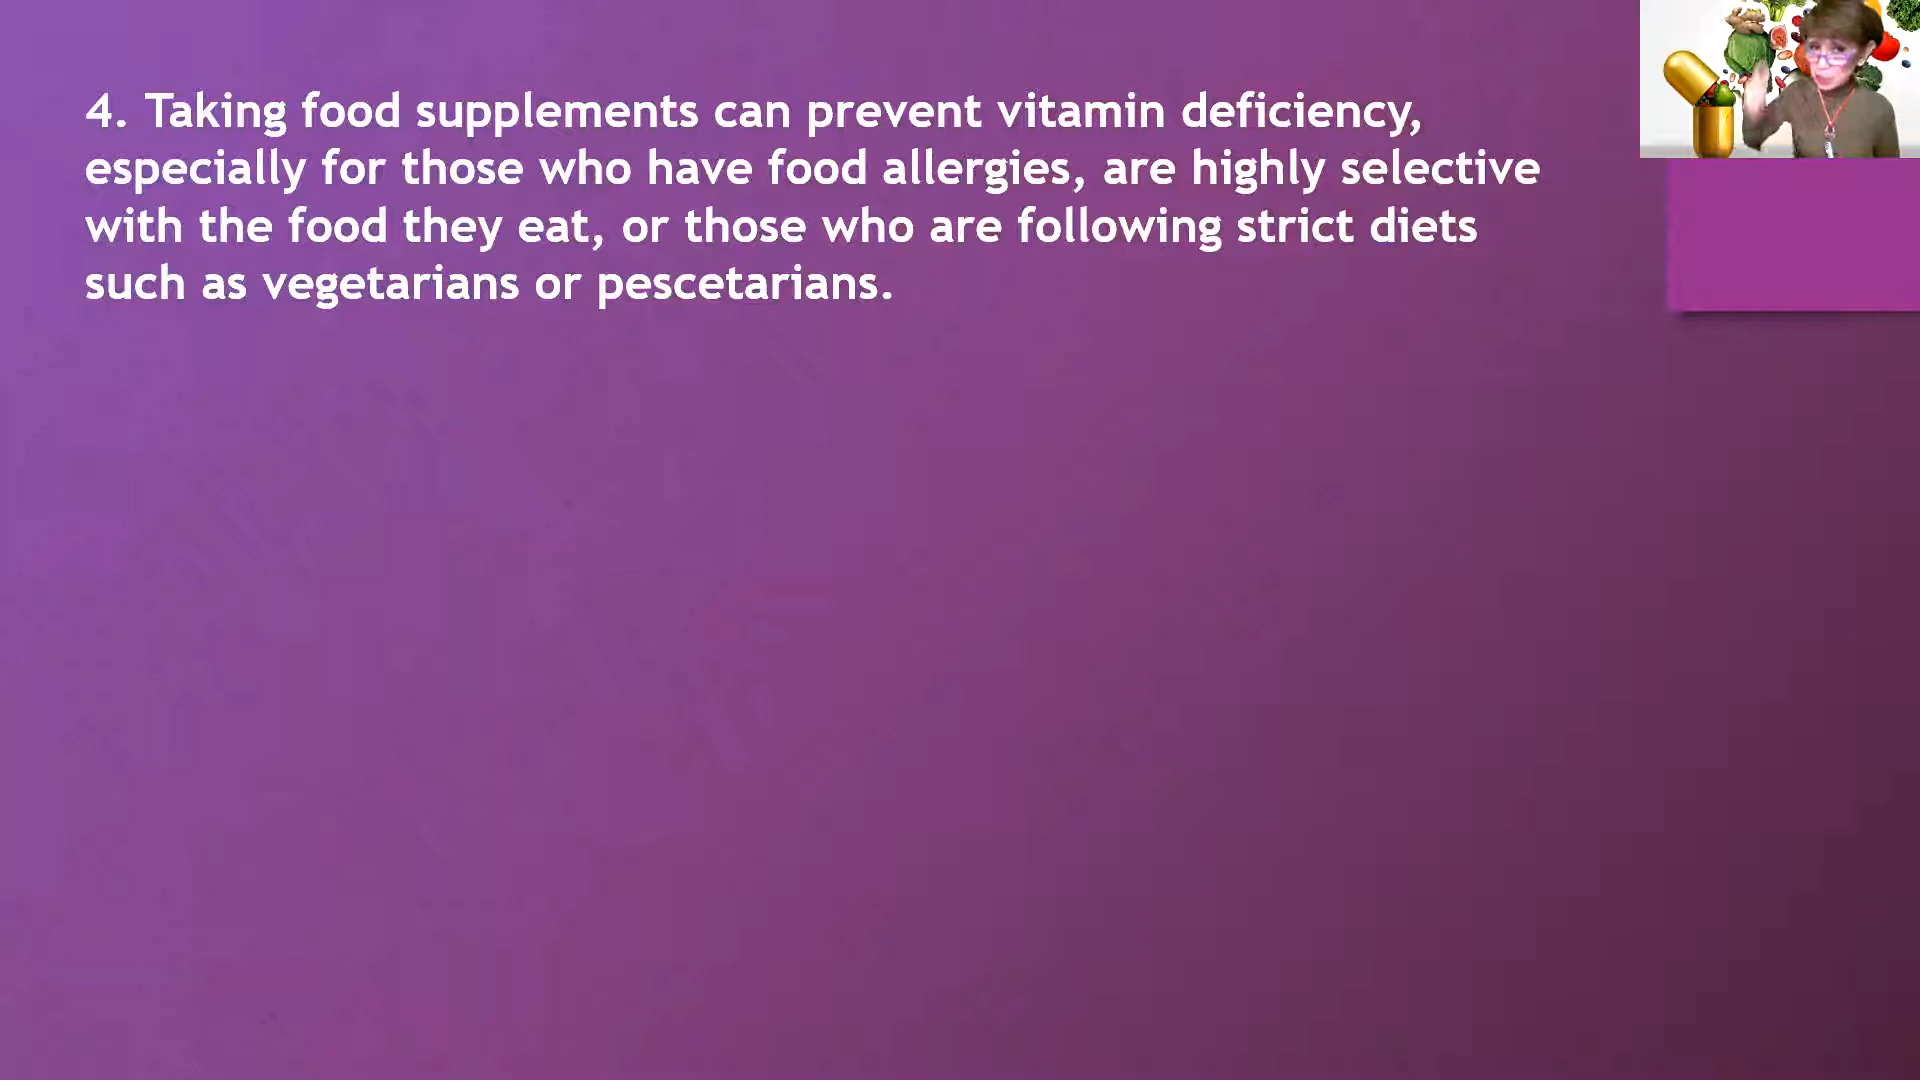 4. Taking food supplements can prevent vitamin deficiency,
especially for those who have food allergies, are highly selective
with the food they eat, or those who are following strict diets
such as vegetarians or pescetarians.